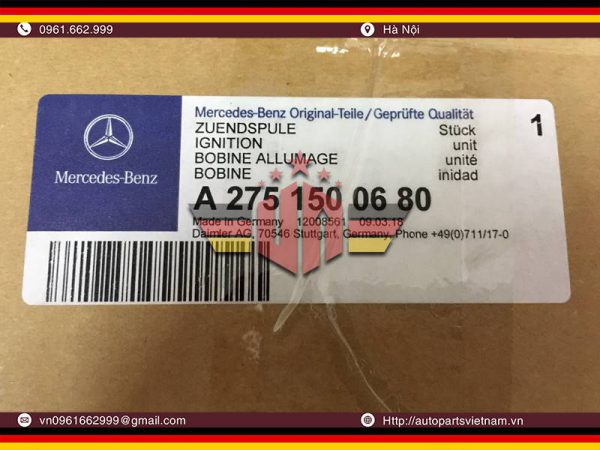 0961.662.999
Hà Nội
Mercedes-Benz Original-Teile/Geprüfte Qualität
ZUENDSPULE Stück 1
IGNITION unit
BOBINE ALLUMAGE unité
BOBINE inidad
Mercedes-Benz
A 275 150 06 80
Made in Germany 12008561 09.03.18
Daimler AG, 70546 Stuttgart, Germany, Phone +49(0)711/17-0
vn0961662999@gmail.com
Http://autopartsvietnam.vn